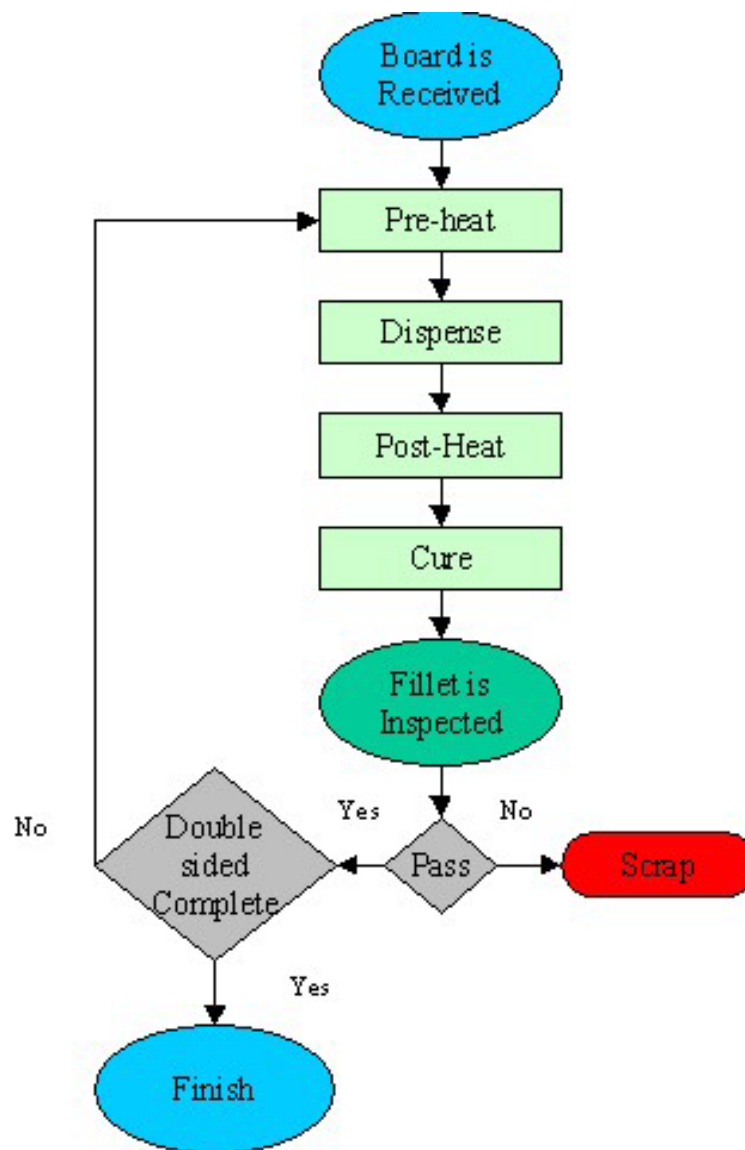 Board is
Received
Pre-heat
Dispense
Post-Heat
Cure
Fillet is
Inspected
Yes
No
No
Double
sided
Complete
Pass
Scrap
Yes
Finish